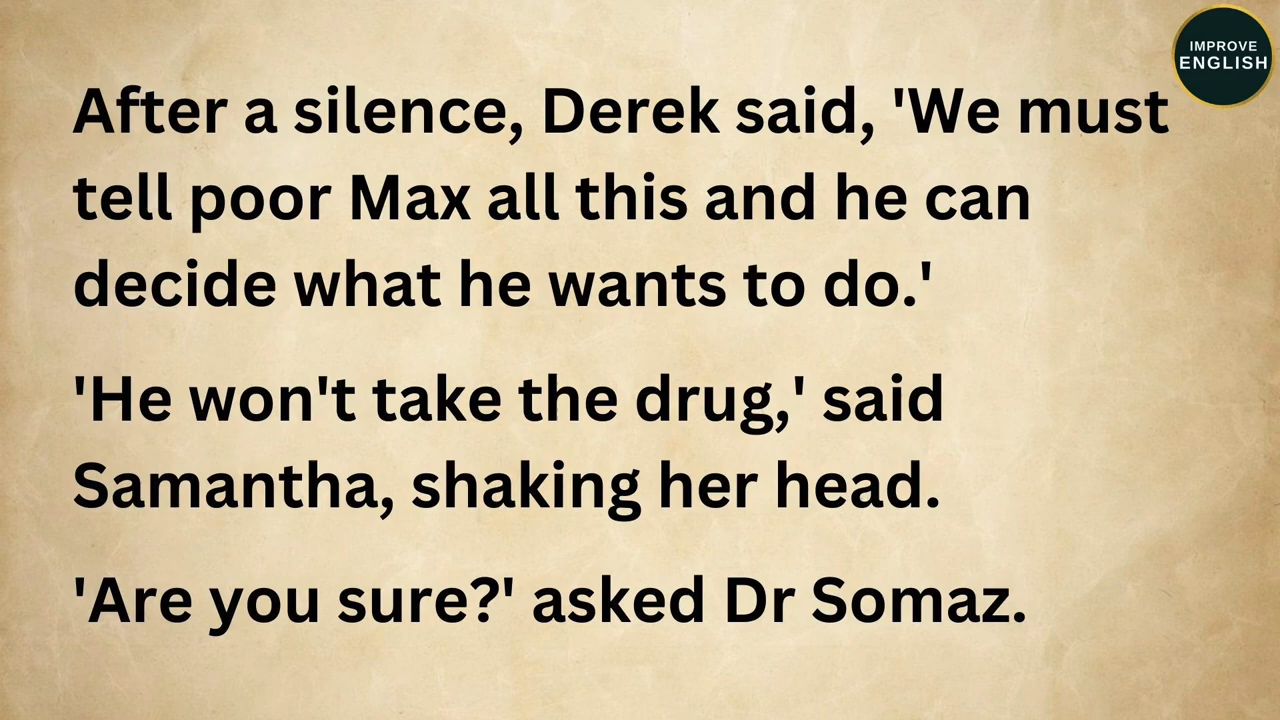 IMPROVE
ENGLISH
After a silence, Derek said, 'We must
tell poor Max all this and he can
decide what he wants to do.'
'He won't take the drug,' said
Samantha, shaking her head.
'Are you sure?' asked Dr Somaz.